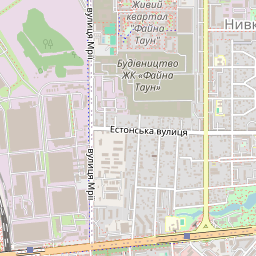 Живий
квартал
"Файна
Таун"
Нивк
вулиця Мрії
Будівництво
ЖК «Файна
Таун»
Естонська вулиця
вулиця Мрії